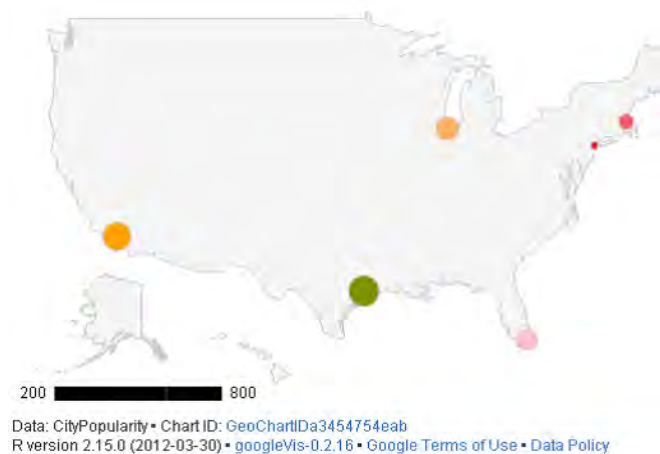 200 800
Data: CityPopularity • Chart ID: GeoChartIDa3454754eab
R version 2.15.0 (2012-03-30) • googleVis-0.2.16 • Google Terms of Use • Data Policy